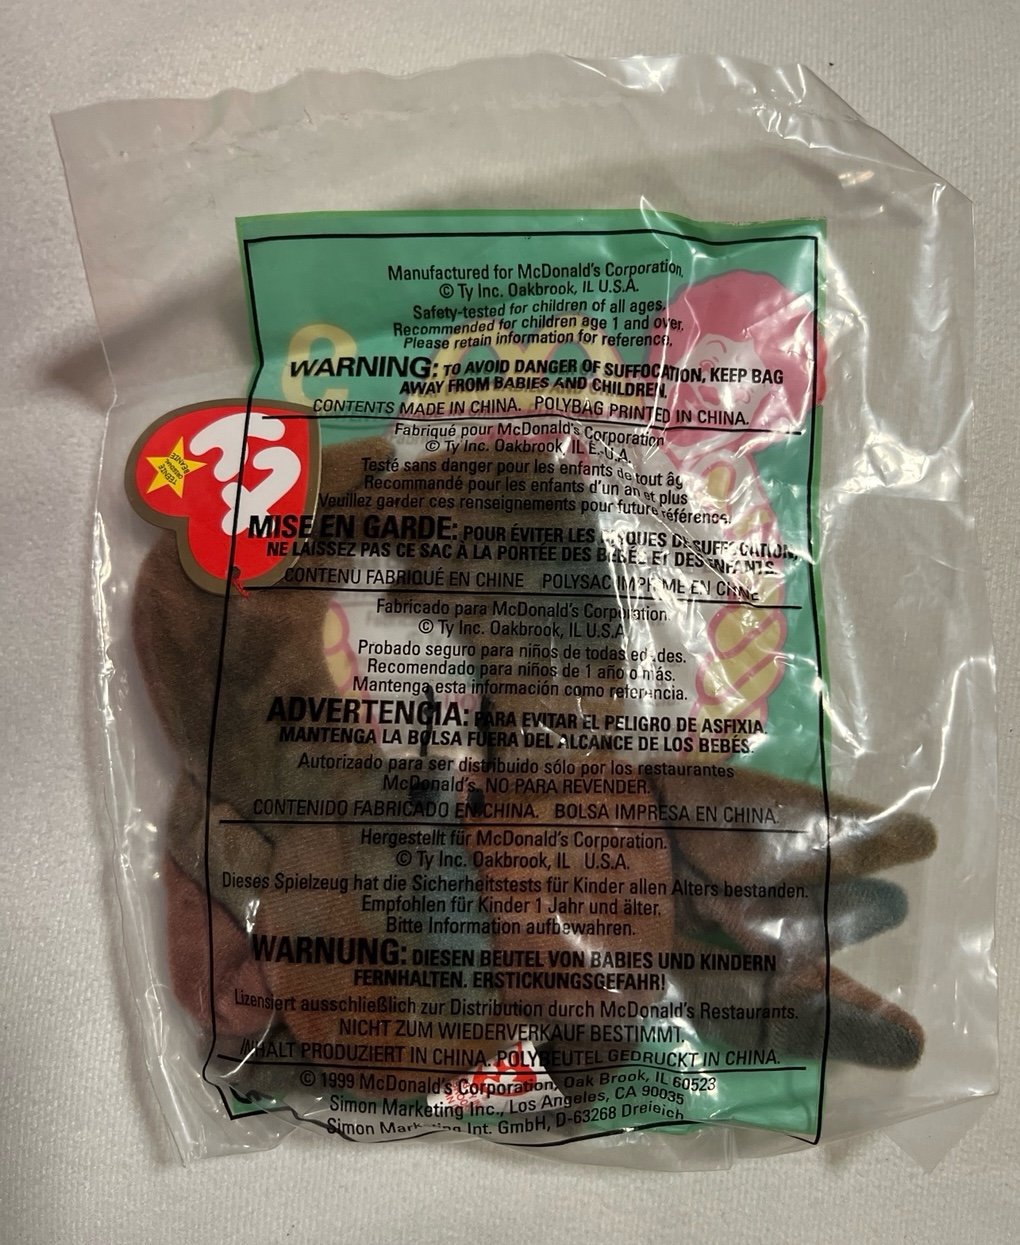 Manufactured for McDonald's Corporation.
© Ty Inc. Oakbrook, IL U.S.A.
Safety-tested for children of all ages.
Recommended for children age 1 and over.
Please retain information for reference.
WARNING: TO AVOID DANGER OF SUFFOCATION, KEEP BAG
AWAY FROM BABIES AND CHILDREN.
CONTENTS MADE IN CHINA. POLYBAG PRINTED IN CHINA.
ty
TEENIE
BEANIE
Fabriqué pour McDonald's Corporation
© Ty Inc. Oakbrook, IL E.-U.A.
Testé sans danger pour les enfants de tout âg
Recommandé pour les enfants d'un an et plus
Veuillez garder ces renseignements pour future référence.
MISE EN GARDE: POUR ÉVITER LES RISQUES DE SUFFOCATION,
NE LAISSEZ PAS CE SAC À LA PORTÉE DES BÉBÉS ET DES ENFANTS.
CONTENU FABRIQUÉ EN CHINE POLYSAC IMPRIMÉ EN CHINE
Fabricado para McDonald's Corporation.
© Ty Inc. Oakbrook, IL U.S.A.
Probado seguro para niños de todas edades.
Recomendado para niños de 1 año o más.
Mantenga esta información como referencia.
ADVERTENCIA: PARA EVITAR EL PELIGRO DE ASFIXIA.
MANTENGA LA BOLSA FUERA DEL ALCANCE DE LOS BEBÉS.
Autorizado para ser distribuido sólo por los restaurantes
McDonald's. NO PARA REVENDER.
CONTENIDO FABRICADO EN CHINA. BOLSA IMPRESA EN CHINA.
Hergestellt für McDonald's Corporation.
© Ty Inc. Oakbrook, IL U.S.A.
Dieses Spielzeug hat die Sicherheitstests für Kinder allen Alters bestanden.
Empfohlen für Kinder 1 Jahr und älter.
Bitte Information aufbewahren.
WARNUNG: DIESEN BEUTEL VON BABIES UND KINDERN
FERNHALTEN. ERSTICKUNGSGEFAHR!
Lizensiert ausschließlich zur Distribution durch McDonald's Restaurants.
NICHT ZUM WIEDERVERKAUF BESTIMMT.
INHALT PRODUZIERT IN CHINA. POLYBEUTEL GEDRUCKT IN CHINA.
© 1999 McDonald's Corporation, Oak Brook, IL 60523
Simon Marketing Inc., Los Angeles, CA 90035
Simon Marketing Int. GmbH, D-63268 Dreieich